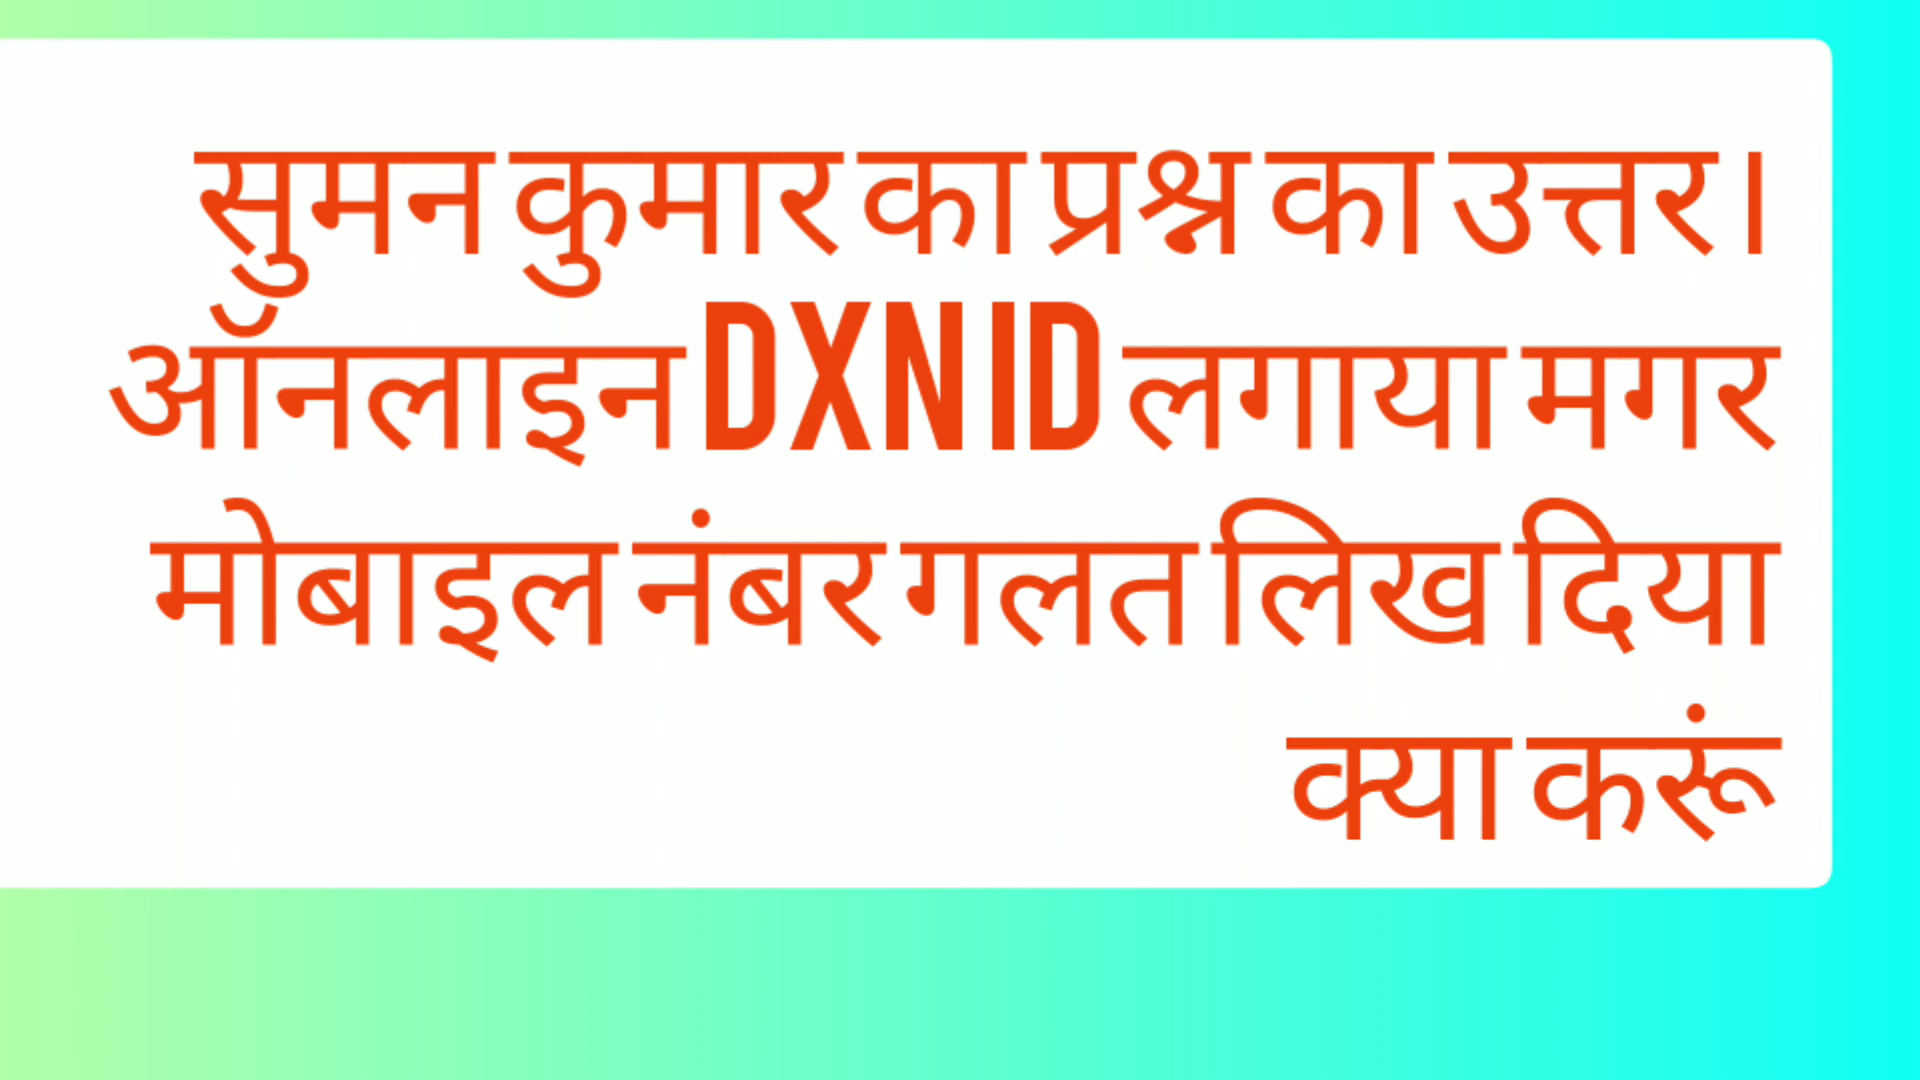 सुमन कुमार का प्रश्न का उत्तर।
ऑनलाइन DXN ID लगाया मगर
मोबाइल नंबर गलत लिख दिया
क्या करूं